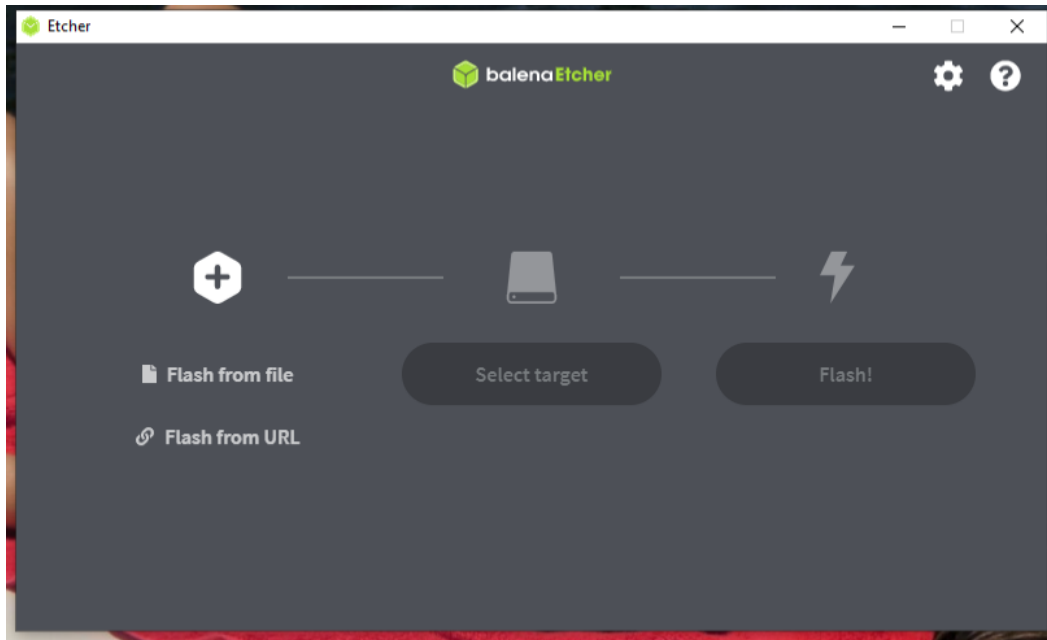 Etcher
balenaEtcher
Flash from file
Select target
Flash!
Flash from URL